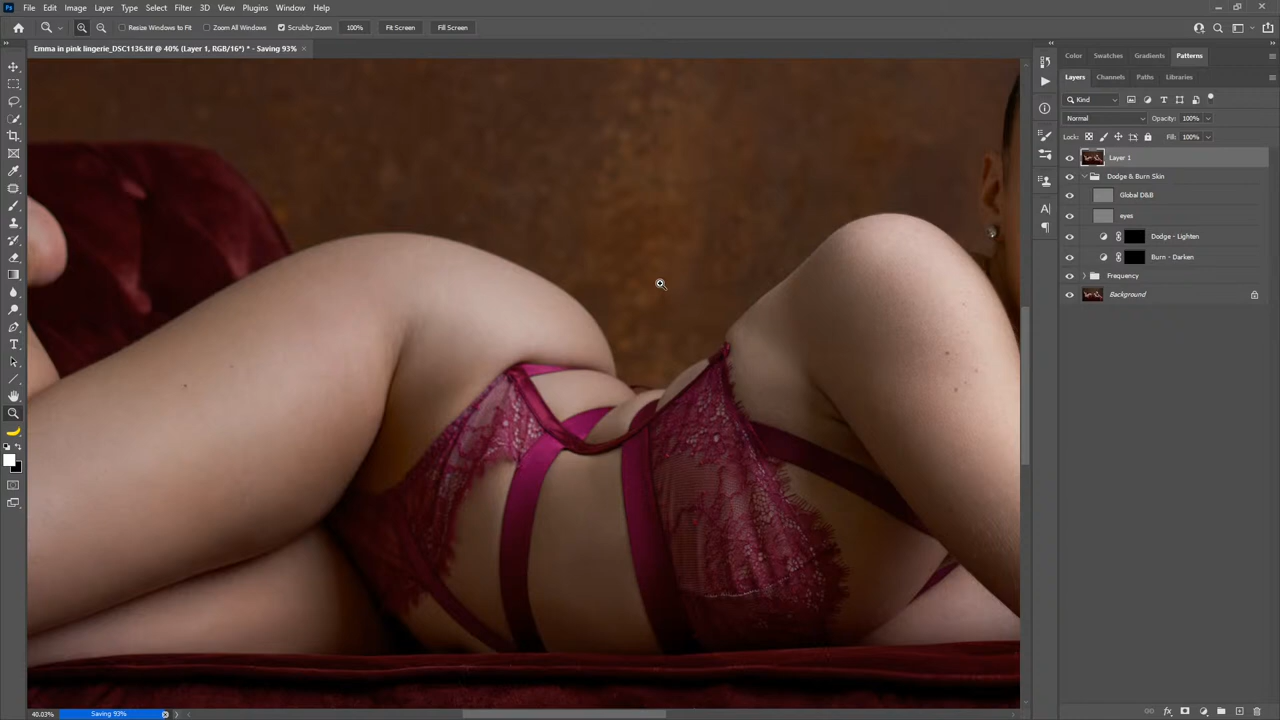 File Edit Image Layer Type Select Filter 3D View Plugins Window Help
Resize Windows to Fit Zoom All Windows Scrubby Zoom 100% Fit Screen Fill Screen
Emma in pink lingerie_DSC1136.tif @ 40% (Layer 1, RGB/16*) * - Saving 93% ×
Color Swatches Gradients Patterns
Layers Channels Paths Libraries
Kind
Normal Opacity: 100%
Lock: Fill: 100%
Layer 1
Dodge & Burn Skin
Global D&B
eyes
Dodge - Lighten
Burn - Darken
Frequency
Background
40.03% Saving 93%